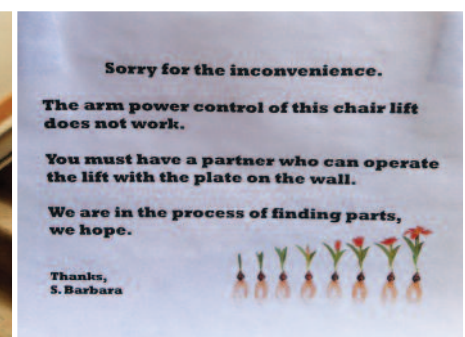 Sorry for the inconvenience.
The arm power control of this chair lift
does not work.
You must have a partner who can operate
the lift with the plate on the wall.
We are in the process of finding parts,
we hope.
Thanks,
S. Barbara